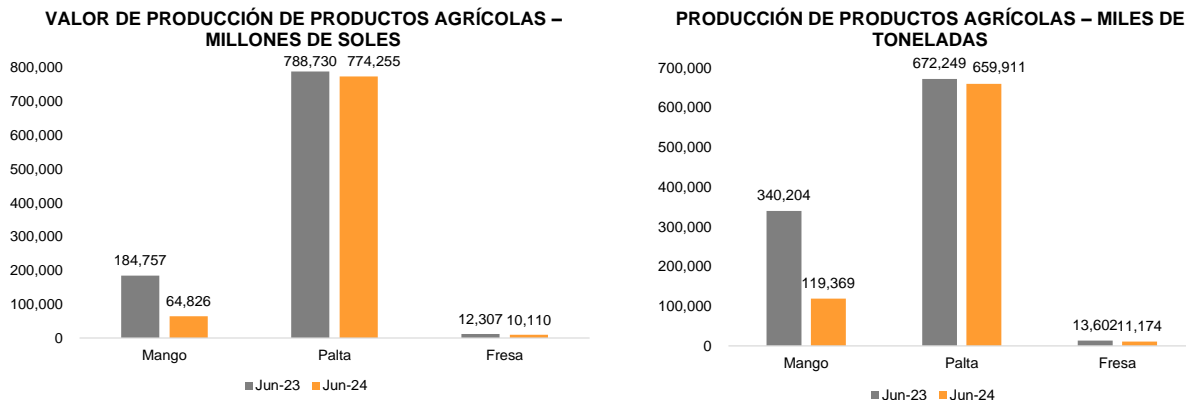 VALOR DE PRODUCCIÓN DE PRODUCTOS AGRÍCOLAS –
MILLONES DE SOLES
800,000
700,000
600,000
500,000
400,000
300,000
200,000
100,000
0
184,757
64,826
788,730
774,255
12,307
10,110
Mango
Palta
Fresa
Jun-23
Jun-24
PRODUCCIÓN DE PRODUCTOS AGRÍCOLAS – MILES DE
TONELADAS
700,000
600,000
500,000
400,000
300,000
200,000
100,000
0
340,204
119,369
672,249
659,911
13,602
11,174
Mango
Palta
Fresa
Jun-23
Jun-24